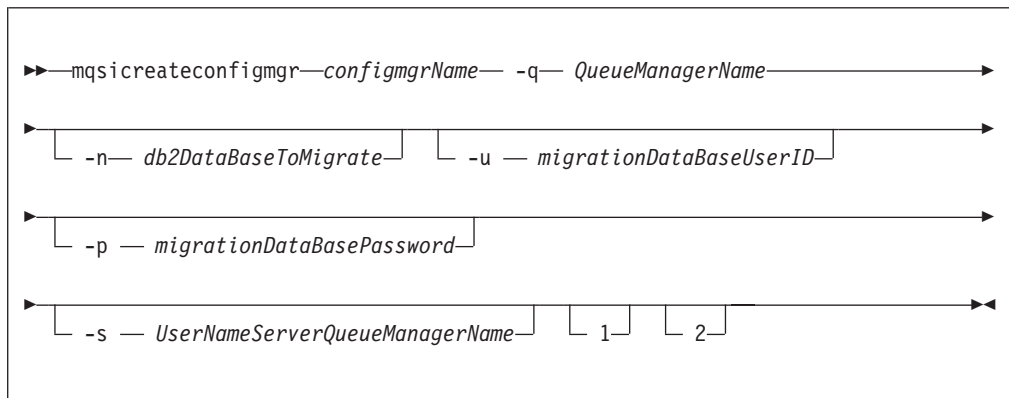 mqsicreateconfigmgr configmgrName -q QueueManagerName
-n db2DataBaseToMigrate -u migrationDataBaseUserID
-p migrationDataBasePassword
-s UserNameServerQueueManagerName 1 2